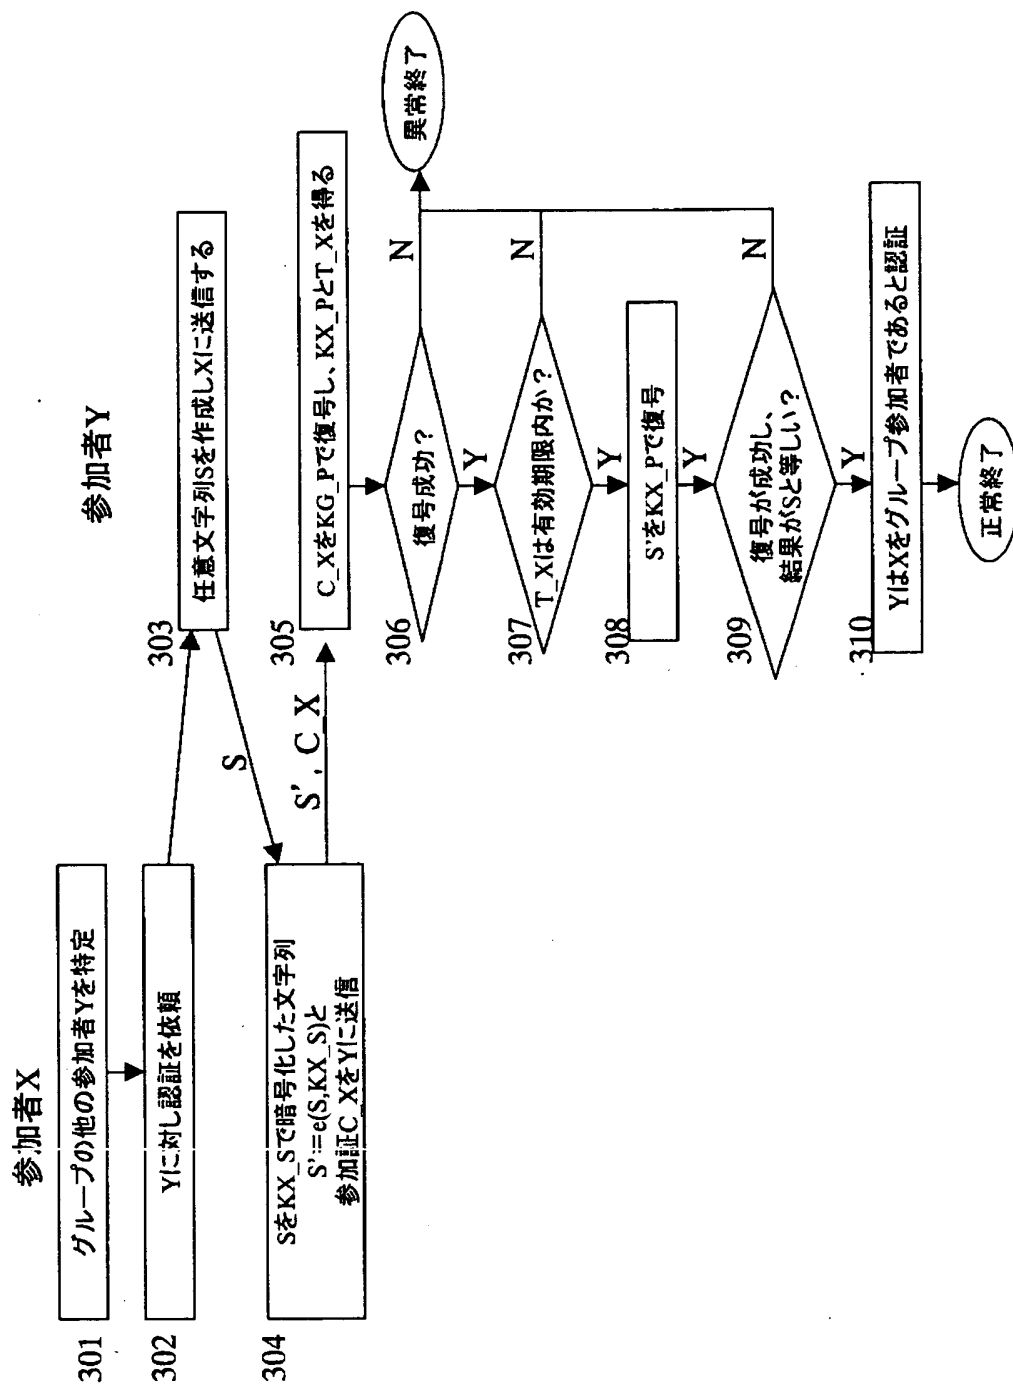 参加者X
参加者Y
301
グループの他の参加者Yを特定
302
Yに対し認証を依頼
303
任意文字列Sを作成しXに送信する
S
304
SをKX_Sで暗号化した文字列
S':=e(S,KX_S)と
参加証C_XをYに送信
S', C X
305
C_XをKG_Pで復号し、KX_PとT_Xを得る
306
復号成功？
N
異常終了
Y
307
T_Xは有効期限内か？
N
Y
308
S'をKX_Pで復号
Y
309
復号が成功し、
結果がSと等しい？
N
Y
310
YはXをグループ参加者であると認証
正常終了